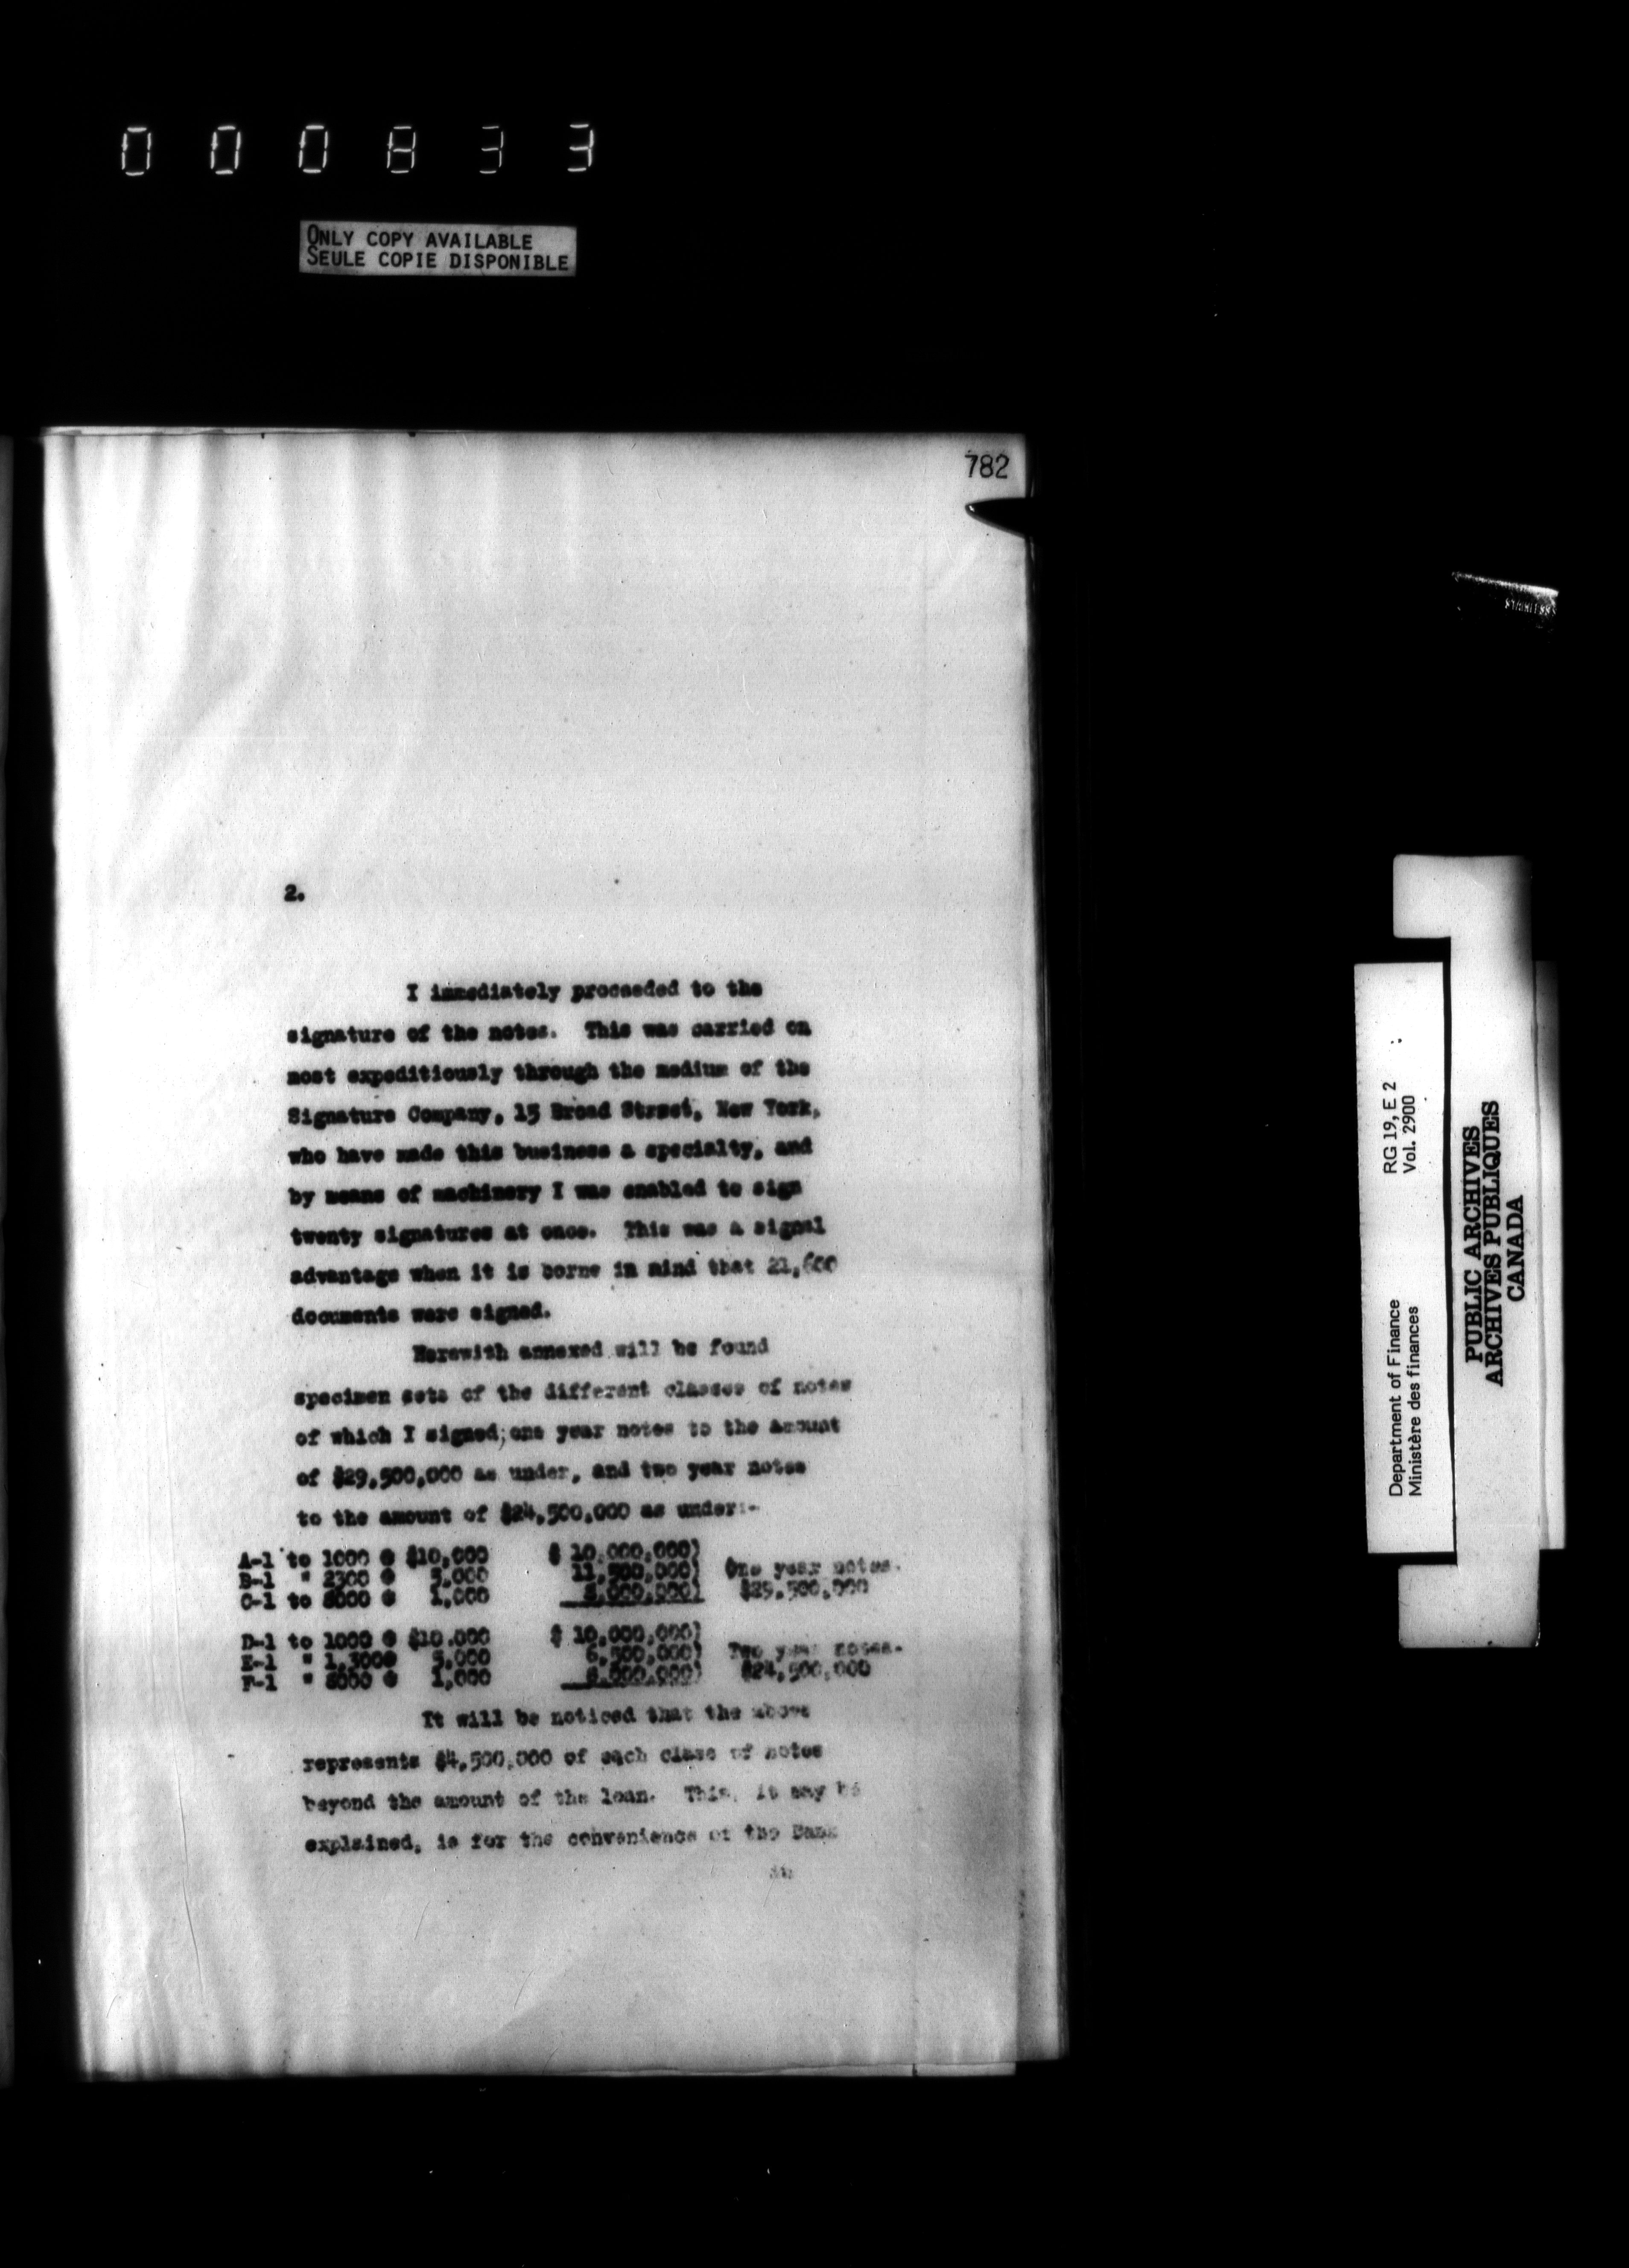 000833
ONLY COPY AVAILABLE
SEULE COPIE DISPONIBLE
782
2.
I immediately proceeded to the
signature of the notes. This was carried on
most expeditiously through the medium of the
Signature Company, 15 Broad Street, New York,
who have made this business a specialty, and
by means of machinery I was enabled to sign
twenty signatures at once. This was a signal
advantage when it is borne in mind that 21,600
documents were signed.
Herewith annexed will be found
specimen sets of the different classes of notes
of which I signed; one year notes to the amount
of $29,500,000 as under, and two year notes
to the amount of $24,500,000 as under:-
A-1 to 1000 @ $10,000 $ 10,000,000)
B-1 " 2300 @ 5,000 11,500,000) One year notes.
C-1 to 8000 @ 1,000 8,000,000) $29,500,000
D-1 to 1000 @ $10,000 $ 10,000,000)
E-1 " 1,300@ 5,000 6,500,000) Two year notes.
F-1 " 8000 @ 1,000 8,000,000) $24,500,000
It will be noticed that the above
represents $4,500,000 of each class of notes
beyond the amount of the loan. This, it may be
explained, is for the convenience of the Bank
Department of Finance RG 19, E 2
Ministère des finances Vol. 2900
PUBLIC ARCHIVES
ARCHIVES PUBLIQUES
CANADA